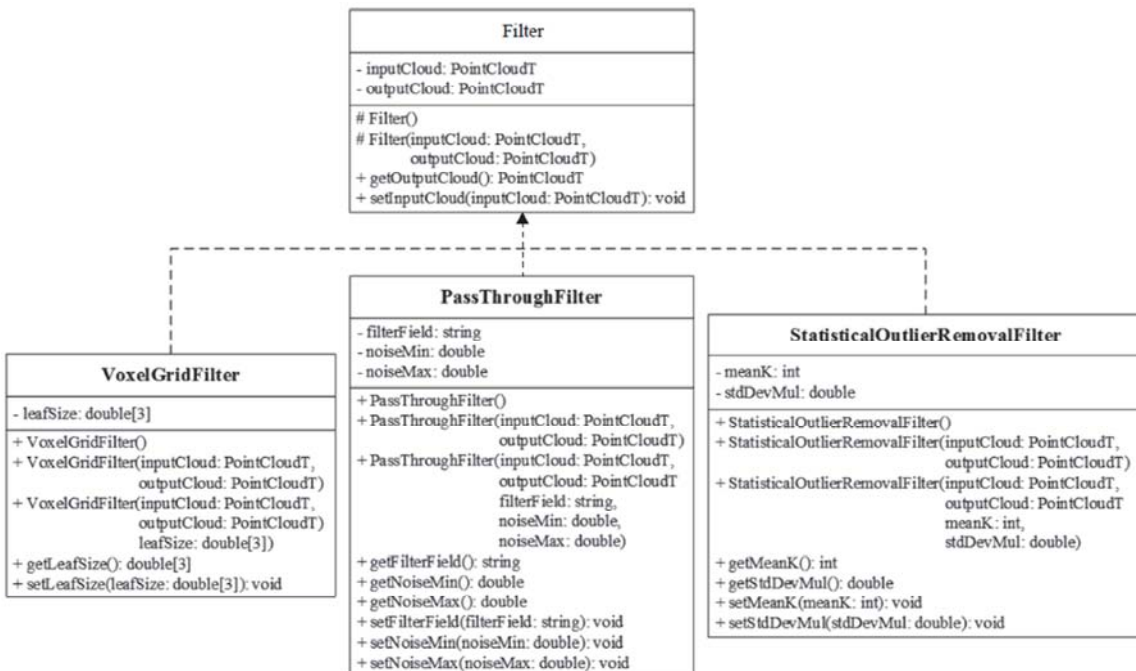 Filter
- inputCloud: PointCloudT
- outputCloud: PointCloudT
# Filter()
# Filter(inputCloud: PointCloudT,
outputCloud: PointCloudT)
+ getOutputCloud(): PointCloudT
+ setInputCloud(inputCloud: PointCloudT): void
VoxelGridFilter
- leafSize: double[3]
+ VoxelGridFilter()
+ VoxelGridFilter(inputCloud: PointCloudT,
outputCloud: PointCloudT)
+ VoxelGridFilter(inputCloud: PointCloudT,
outputCloud: PointCloudT)
leafSize: double[3])
+ getLeafSize(): double[3]
+ setLeafSize(leafSize: double[3]): void
PassThroughFilter
- filterField: string
- noiseMin: double
- noiseMax: double
+ PassThroughFilter()
+ PassThroughFilter(inputCloud: PointCloudT,
outputCloud: PointCloudT)
+ PassThroughFilter(inputCloud: PointCloudT,
outputCloud: PointCloudT
filterField: string,
noiseMin: double,
noiseMax: double)
+ getFilterField(): string
+ getNoiseMin(): double
+ getNoiseMax(): double
+ setFilterField(filterField: string): void
+ setNoiseMin(noiseMin: double): void
+ setNoiseMax(noiseMax: double): void
StatisticalOutlierRemovalFilter
- meanK: int
- stdDevMul: double
+ StatisticalOutlierRemovalFilter()
+ StatisticalOutlierRemovalFilter(inputCloud: PointCloudT,
outputCloud: PointCloudT)
+ StatisticalOutlierRemovalFilter(inputCloud: PointCloudT,
outputCloud: PointCloudT
meanK: int,
stdDevMul: double)
+ getMeanK(): int
+ getStdDevMul(): double
+ setMeanK(meanK: int): void
+ setStdDevMul(stdDevMul: double): void